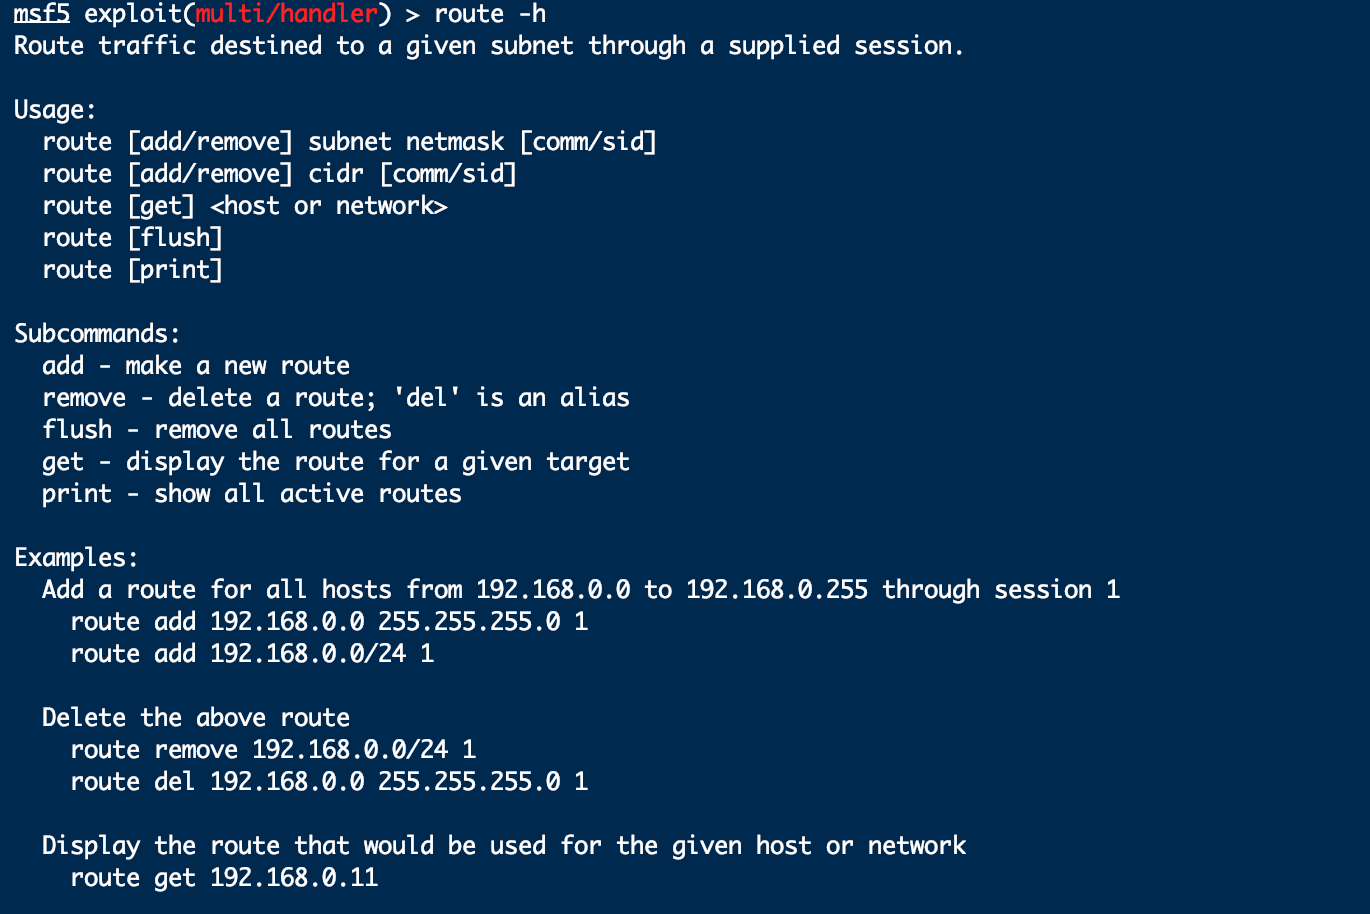 msf5 exploit(multi/handler) > route -h
Route traffic destined to a given subnet through a supplied session.

Usage:
  route [add/remove] subnet netmask [comm/sid]
  route [add/remove] cidr [comm/sid]
  route [get] <host or network>
  route [flush]
  route [print]

Subcommands:
  add - make a new route
  remove - delete a route; 'del' is an alias
  flush - remove all routes
  get - display the route for a given target
  print - show all active routes

Examples:
  Add a route for all hosts from 192.168.0.0 to 192.168.0.255 through session 1
    route add 192.168.0.0 255.255.255.0 1
    route add 192.168.0.0/24 1

  Delete the above route
    route remove 192.168.0.0/24 1
    route del 192.168.0.0 255.255.255.0 1

  Display the route that would be used for the given host or network
    route get 192.168.0.11